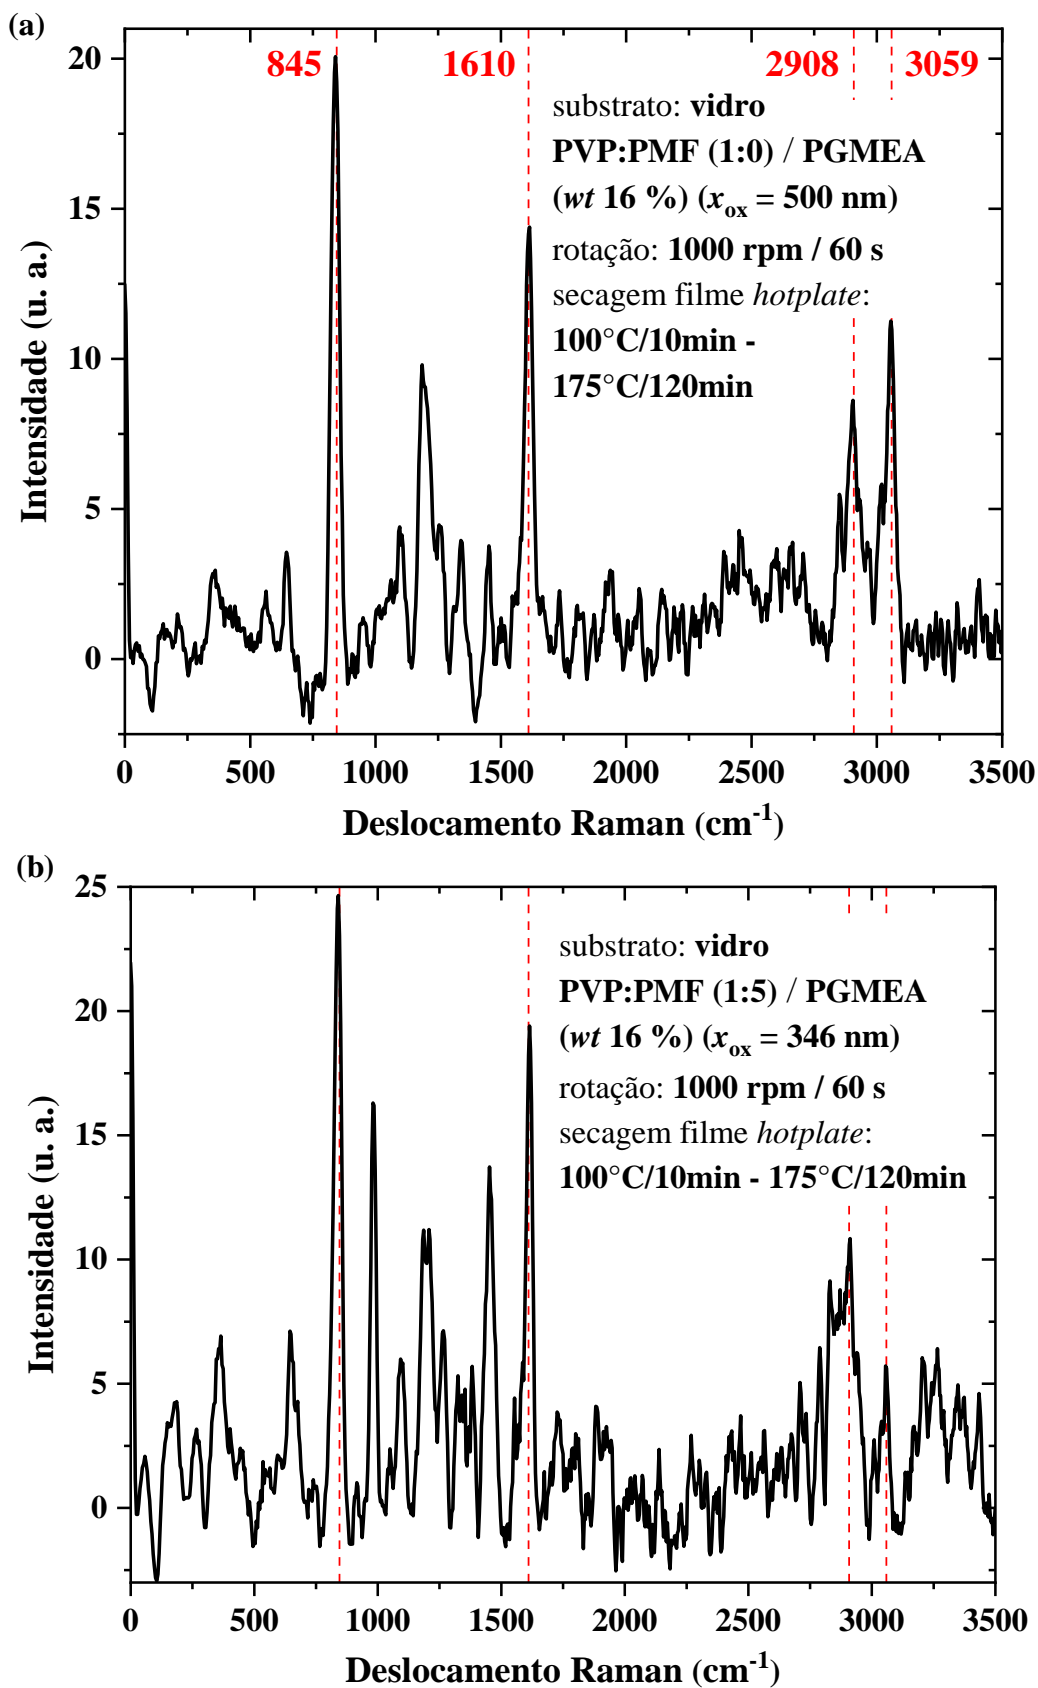 (a)
845 1610 2908 3059
substrato: vidro
PVP:PMF (1:0) / PGMEA
(wt 16 %) (xox = 500 nm)
rotação: 1000 rpm / 60 s
secagem filme hotplate:
100°C/10min -
175°C/120min
20
15
10
5
0
Intensidade (u. a.)
0 500 1000 1500 2000 2500 3000 3500
Deslocamento Raman (cm-1)
(b)
substrato: vidro
PVP:PMF (1:5) / PGMEA
(wt 16 %) (xox = 346 nm)
rotação: 1000 rpm / 60 s
secagem filme hotplate:
100°C/10min - 175°C/120min
25
20
15
10
5
0
Intensidade (u. a.)
0 500 1000 1500 2000 2500 3000 3500
Deslocamento Raman (cm-1)